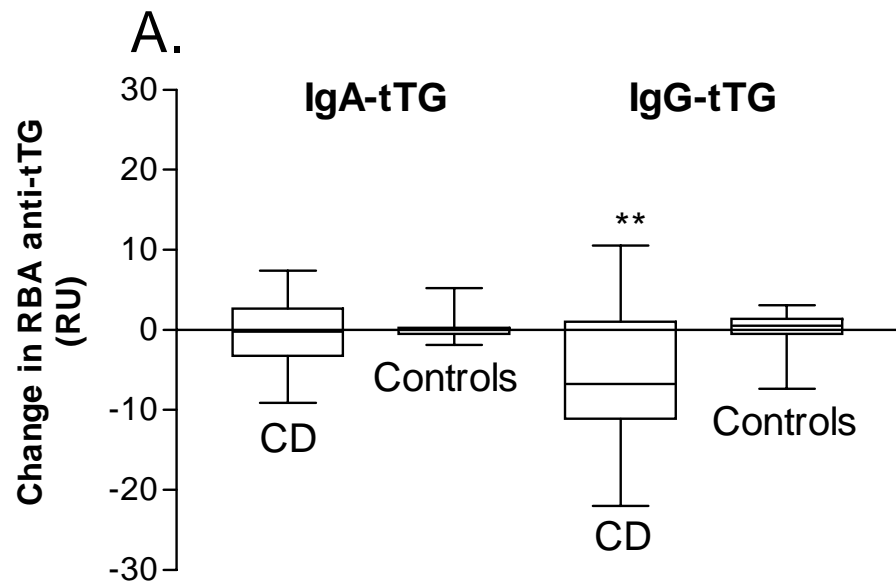 A.
IgA-tTG IgG-tTG
Change in RBA anti-tTG
(RU)
30
20
10
0
-10
-20
-30
**
CD
Controls
CD
Controls